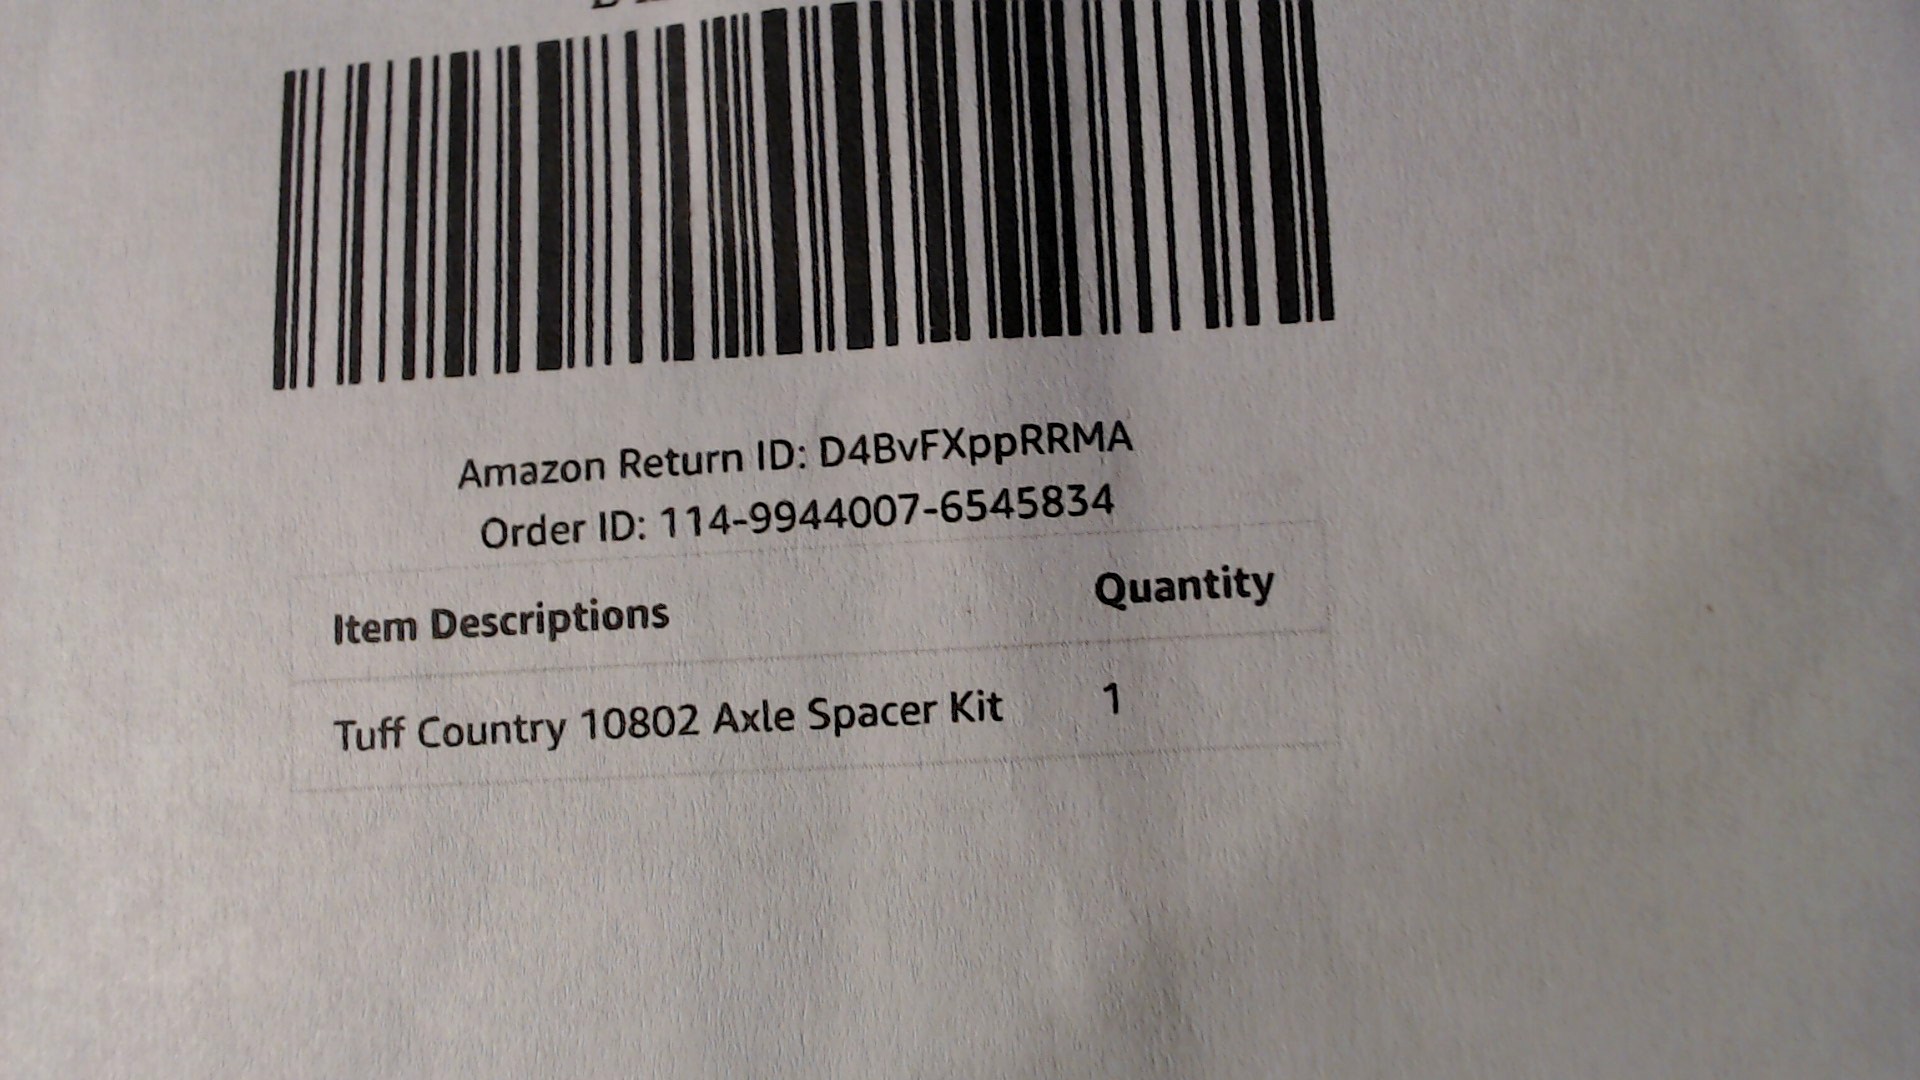 Amazon Return ID: D4BvFXppRRMA
Order ID: 114-9944007-6545834
Item Descriptions Quantity
Tuff Country 10802 Axle Spacer Kit 1